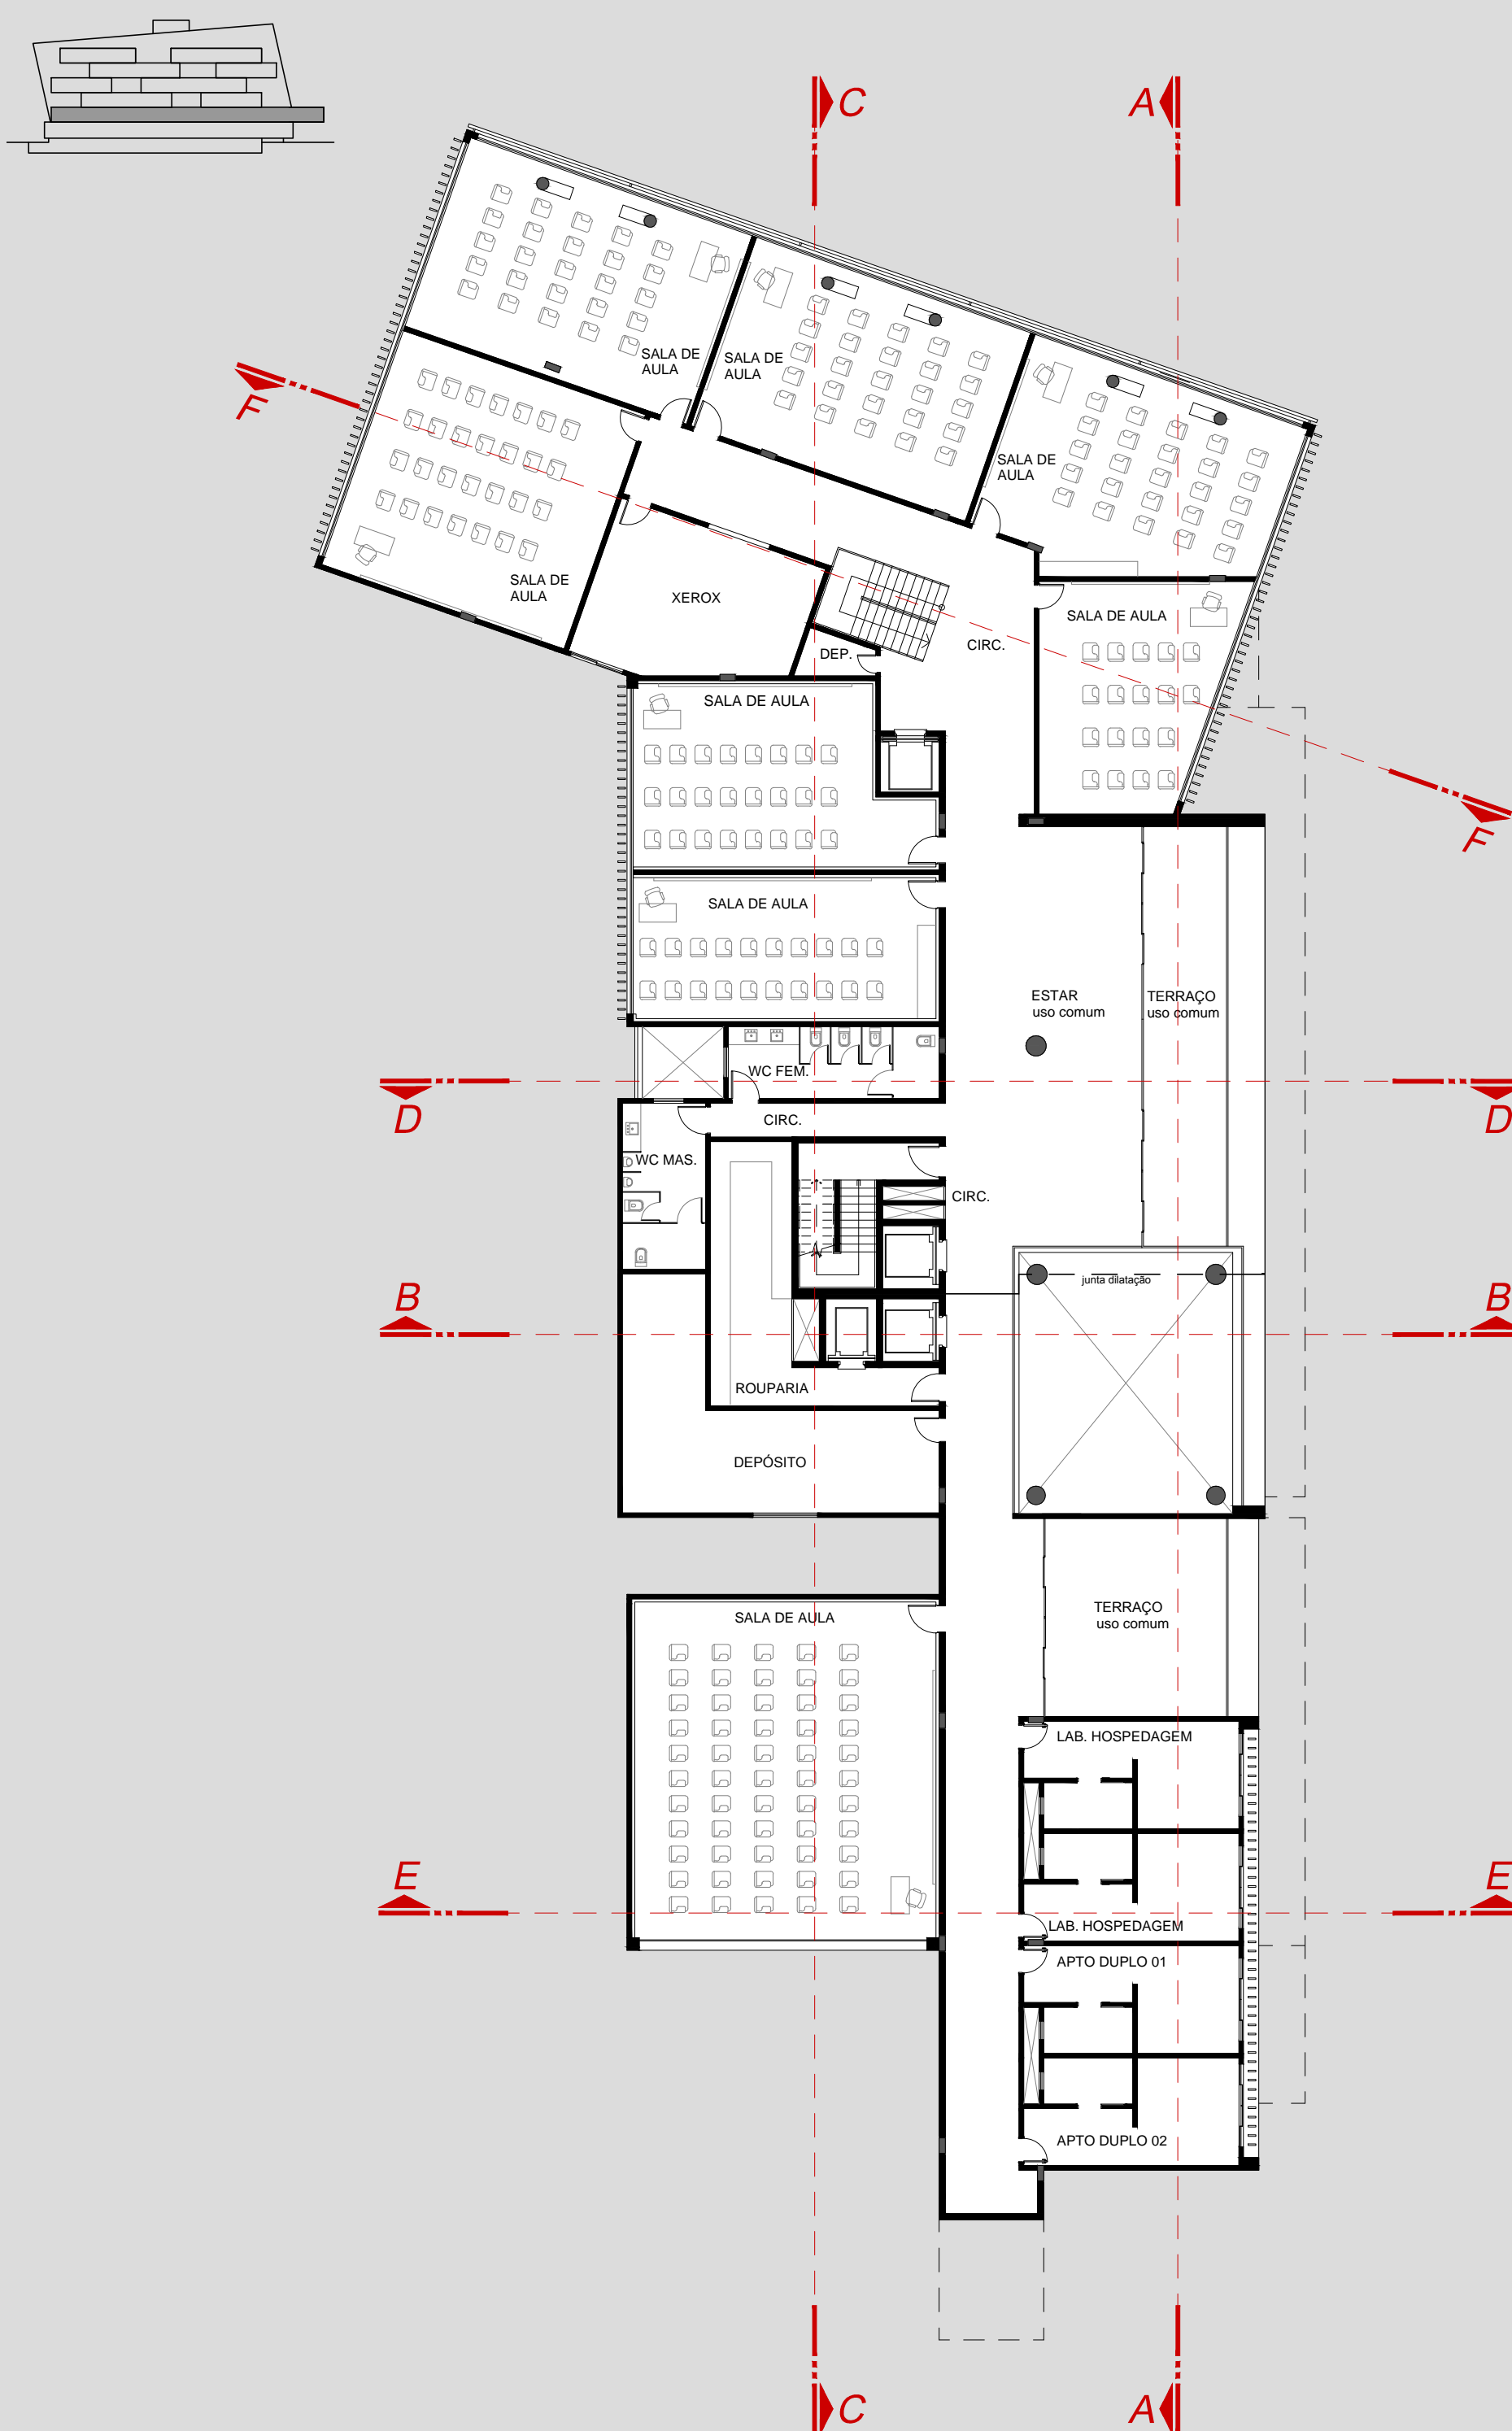 C
A
SALA DE
AULA
SALA DE
AULA
F
SALA DE
AULA
SALA DE
AULA
XEROX
SALA DE AULA
CIRC.
DEP.
SALA DE AULA
F
SALA DE AULA
ESTAR
uso comum
TERRAÇO
uso comum
WC FEM.
D
D
CIRC.
WC MAS.
CIRC.
junta dilatação
B
B
ROUPARIA
DEPÓSITO
TERRAÇO
uso comum
SALA DE AULA
LAB. HOSPEDAGEM
E
E
LAB. HOSPEDAGEM
APTO DUPLO 01
APTO DUPLO 02
C
A